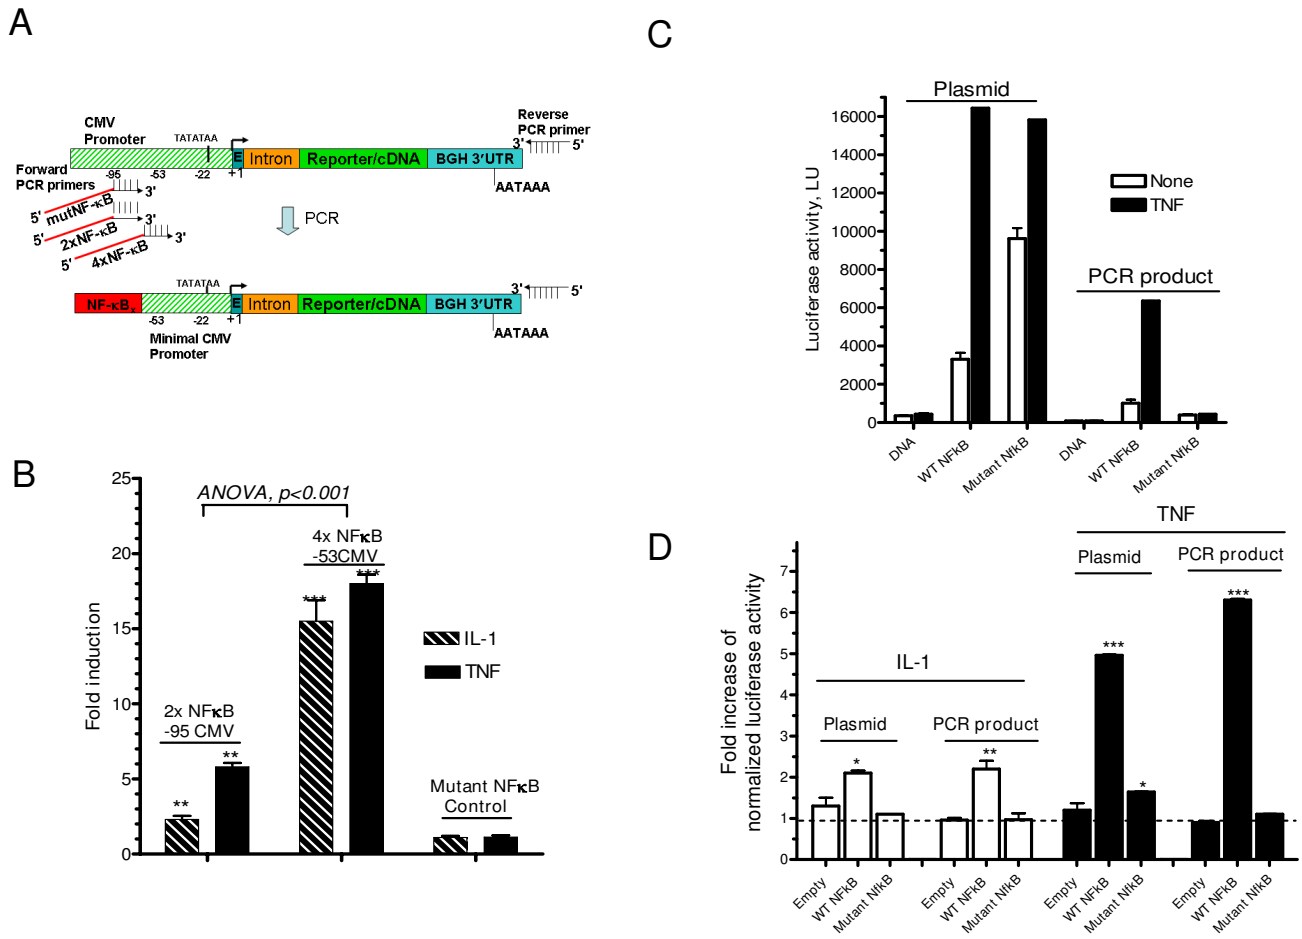 A
CMV
Promoter
TATATAA
Reverse
PCR primer
3'
5'
E
Intron
Reporter/cDNA
BGH 3'UTR
Forward
PCR primers
-95
-53
-22
+1
AATAAA
3'
5'
mutNF-κB
3'
5'
2xNF-κB
3'
5'
4xNF-κB
PCR
TATATAA
3'
5'
NF-κBx
E
Intron
Reporter/cDNA
BGH 3'UTR
-53
-22
+1
AATAAA
Minimal CMV
Promoter
B
Fold induction
25
20
15
10
5
0
ANOVA, p<0.001
4x NFκB
-53CMV
***
***
IL-1
TNF
2x NFκB
-95 CMV
**
**
Mutant NFκB
Control
C
Luciferase activity, LU
16000
14000
12000
10000
8000
6000
4000
2000
0
Plasmid
None
TNF
PCR product
DNA
WT NFkB
Mutant NfkB
DNA
WT NFkB
Mutant NfkB
D
Fold increase of
normalized luciferase activity
7
6
5
4
3
2
1
0
TNF
Plasmid
PCR product
***
***
*
IL-1
Plasmid
PCR product
*
**
Empty
WT NFkB
Mutant NfkB
Empty
WT NFkB
Mutant NfkB
Empty
WT NFkB
Mutant NfkB
Empty
WT NFkB
Mutant NfkB